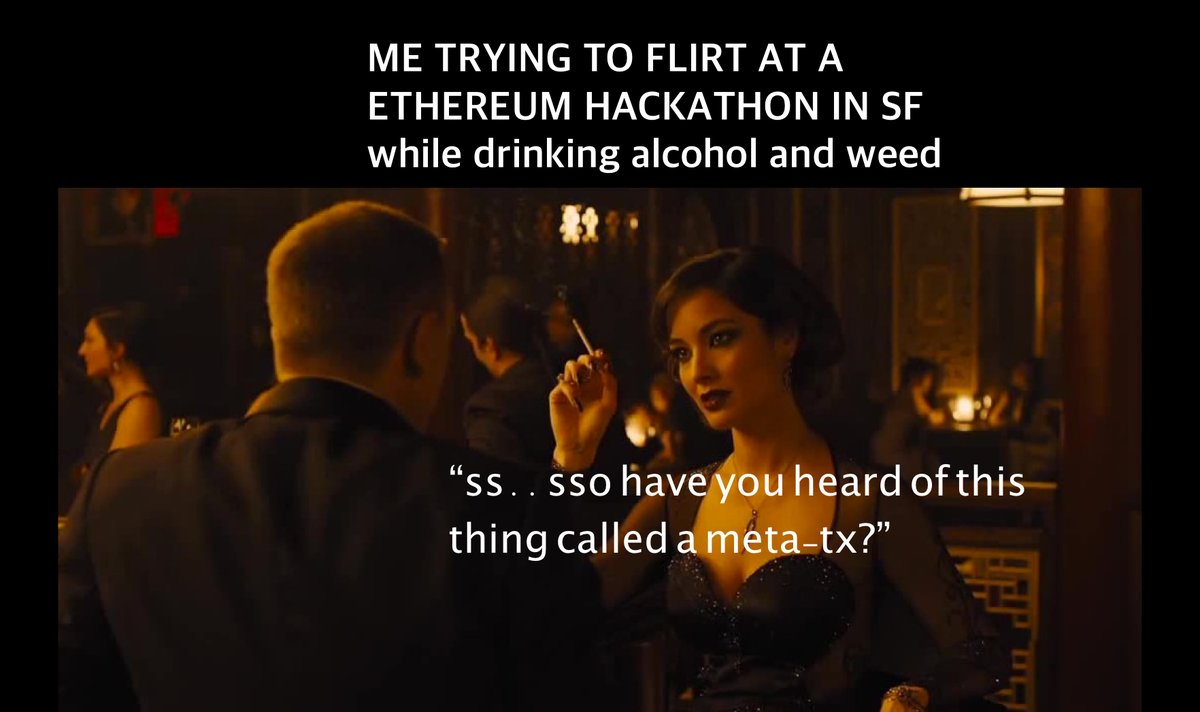 ME TRYING TO FLIRT AT A
ETHEREUM HACKATHON IN SF
while drinking alcohol and weed
“ss . . sso have you heard of this
thing called a meta-tx?”